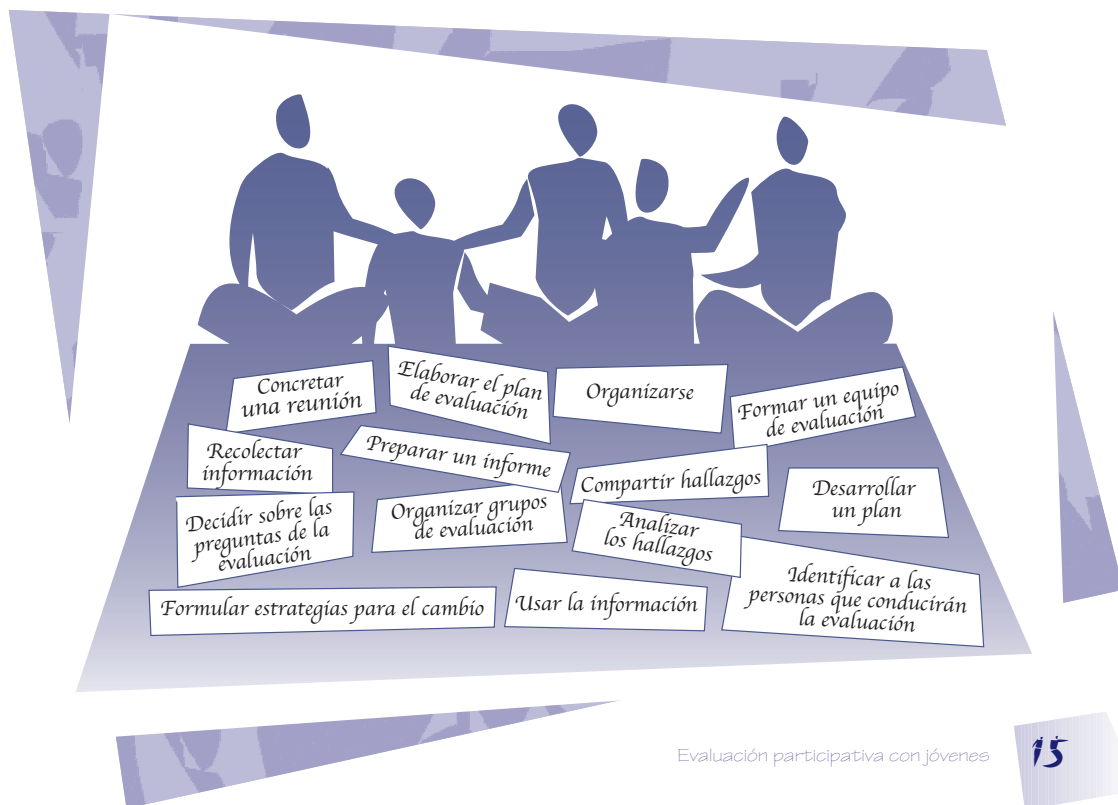 Concretar
una reunión
Elaborar el plan
de evaluación
Organizarse
Formar un equipo
de evaluación
Recolectar
información
Preparar un informe
Compartir hallazgos
Desarrollar
un plan
Decidir sobre las
preguntas de la
evaluación
Organizar grupos
de evaluación
Analizar
los hallazgos
Identificar a las
personas que conducirán
la evaluación
Formular estrategias para el cambio
Usar la información
Evaluación participativa con jóvenes
15